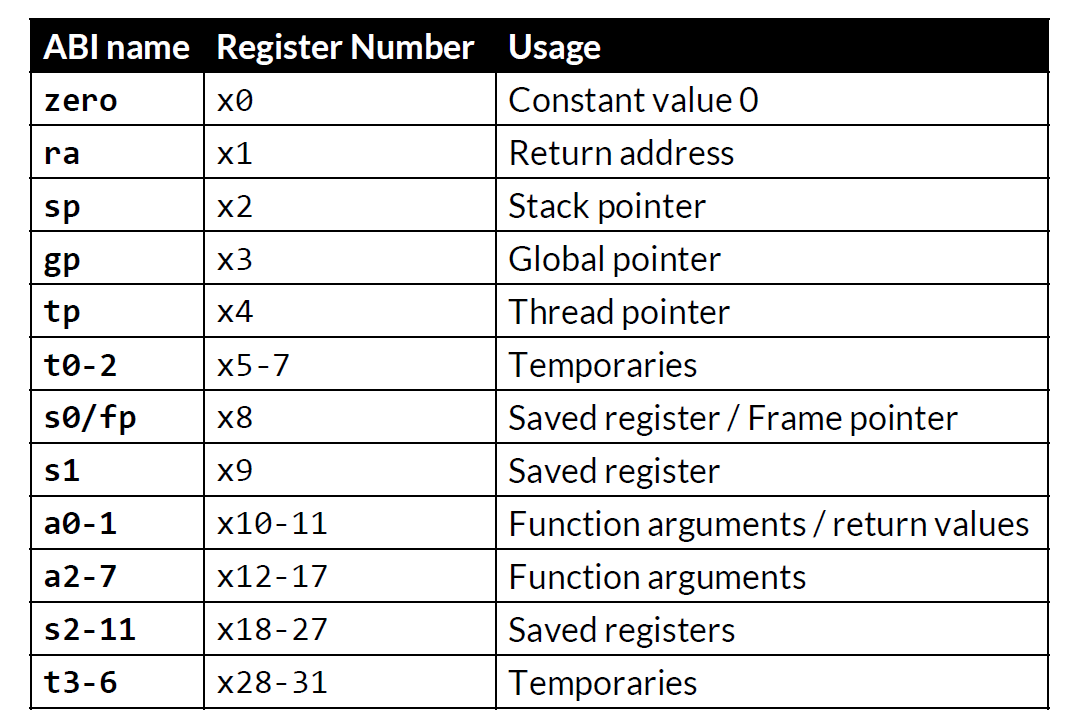 ABI name Register Number Usage
zero x0 Constant value 0
ra x1 Return address
sp x2 Stack pointer
gp x3 Global pointer
tp x4 Thread pointer
t0-2 x5-7 Temporaries
s0/fp x8 Saved register / Frame pointer
s1 x9 Saved register
a0-1 x10-11 Function arguments / return values
a2-7 x12-17 Function arguments
s2-11 x18-27 Saved registers
t3-6 x28-31 Temporaries